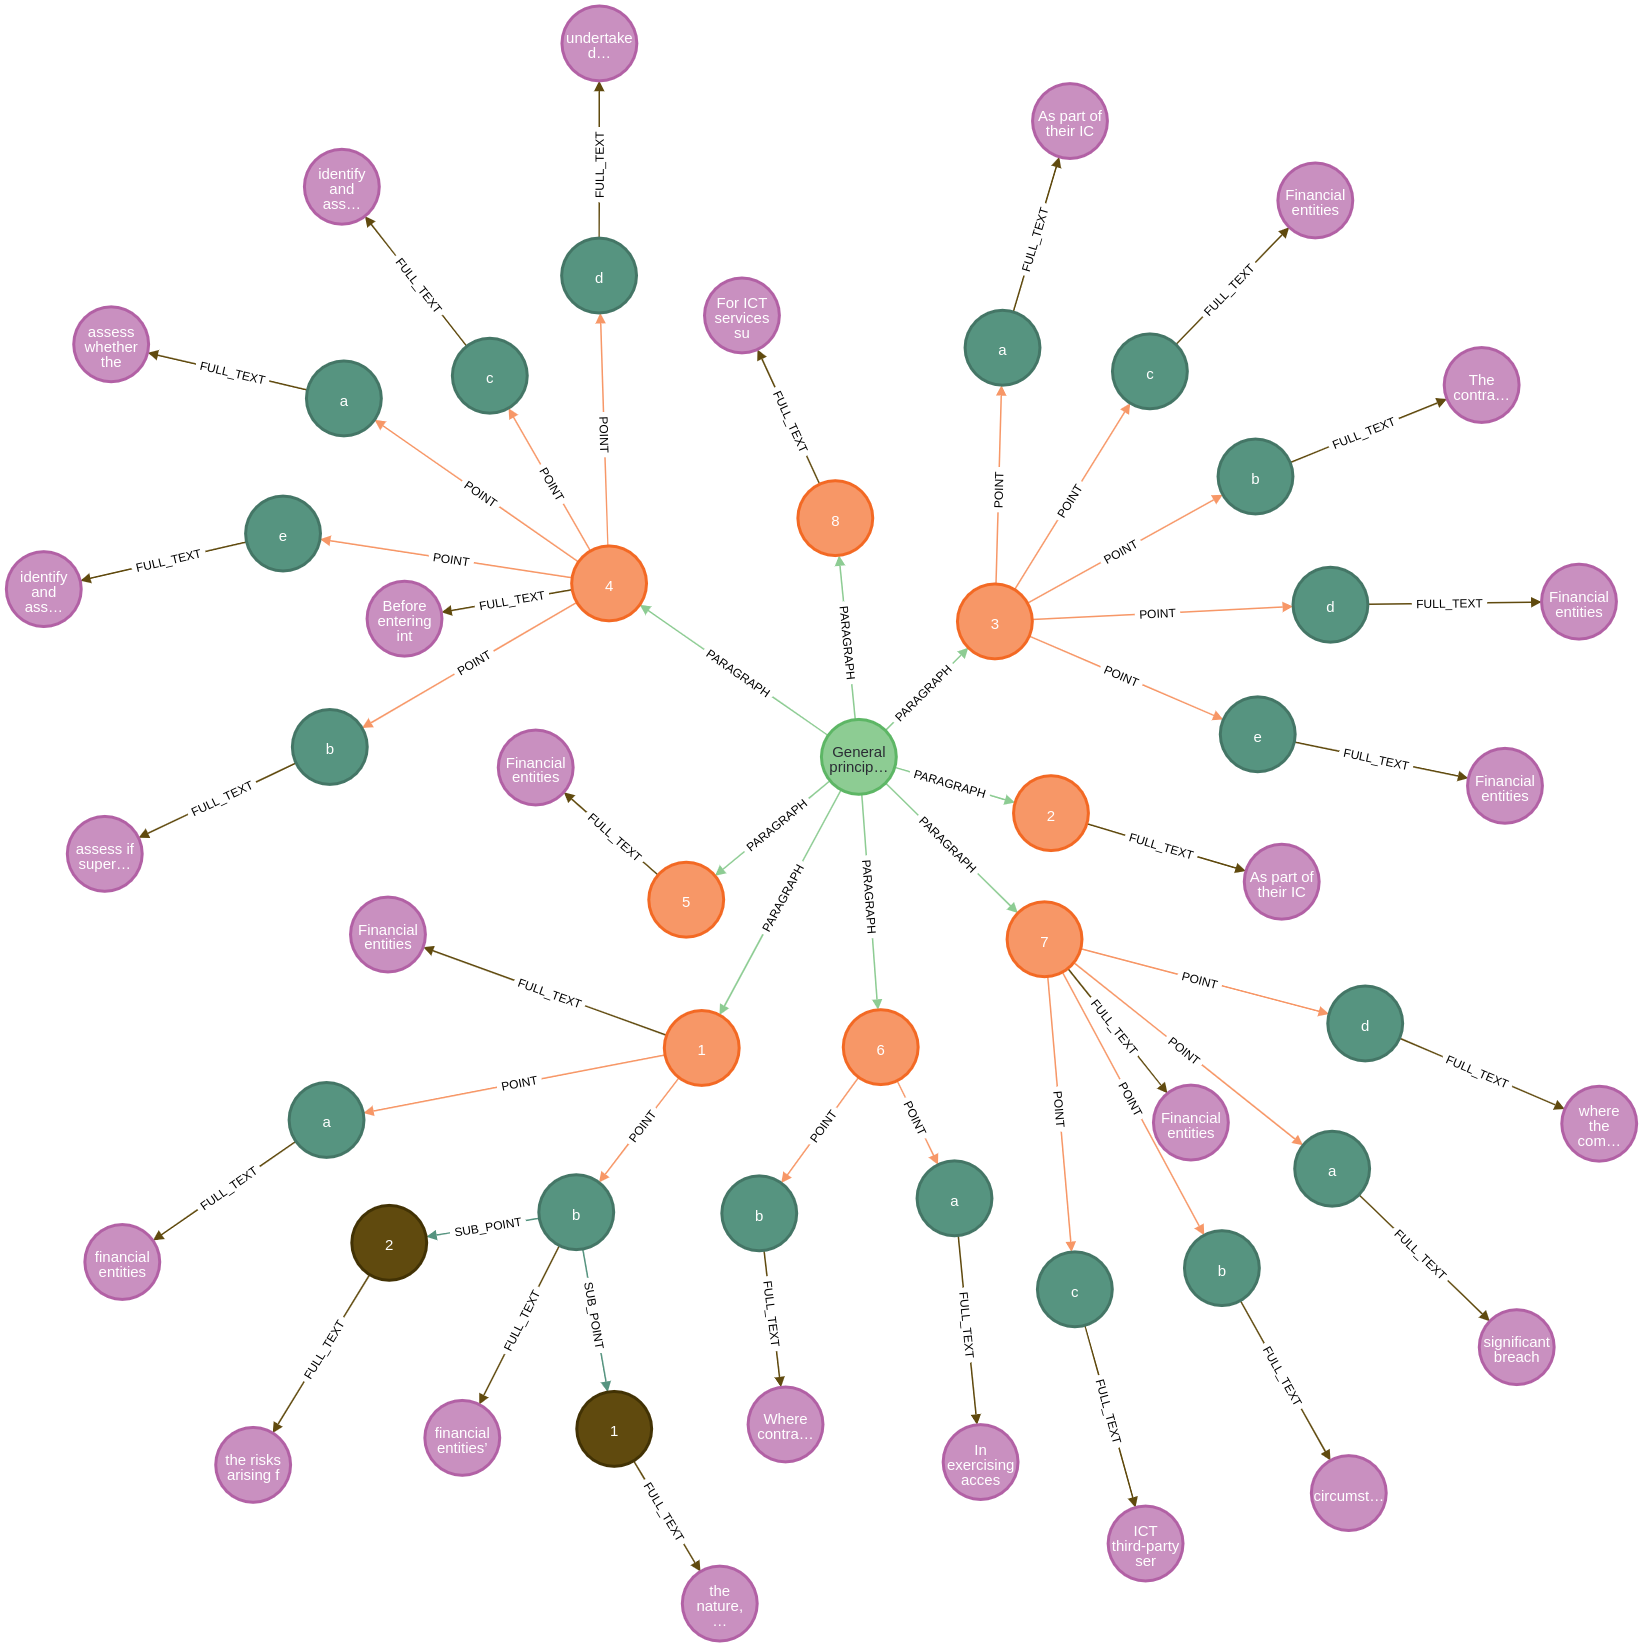 undertake
d…
FULL_TEXT
d
POINT
identify
and
ass…
FULL_TEXT
c
POINT
assess
whether
the
FULL_TEXT
a
POINT
identify
and
ass…
FULL_TEXT
e
POINT
4
Before
entering
int
FULL_TEXT
POINT
b
FULL_TEXT
assess if
super…
PARAGRAPH
For ICT
services
su
FULL_TEXT
8
PARAGRAPH
As part of
their IC
FULL_TEXT
a
POINT
Financial
entities
FULL_TEXT
c
POINT
The
contra…
FULL_TEXT
b
POINT
3
POINT
d
FULL_TEXT
Financial
entities
POINT
e
FULL_TEXT
Financial
entities
PARAGRAPH
General
princip…
PARAGRAPH
2
FULL_TEXT
As part of
their IC
Financial
entities
FULL_TEXT
5
PARAGRAPH
PARAGRAPH
PARAGRAPH
PARAGRAPH
7
POINT
d
FULL_TEXT
where
the
com…
FULL_TEXT
Financial
entities
POINT
a
FULL_TEXT
significant
breach
POINT
b
FULL_TEXT
circumst…
POINT
c
FULL_TEXT
ICT
third-party
ser
Financial
entities
FULL_TEXT
1
POINT
a
FULL_TEXT
financial
entities
POINT
b
SUB_POINT
2
FULL_TEXT
the risks
arising f
FULL_TEXT
financial
entities’
SUB_POINT
1
FULL_TEXT
the
nature,
…
6
POINT
b
FULL_TEXT
Where
contra…
POINT
a
FULL_TEXT
In
exercising
acces